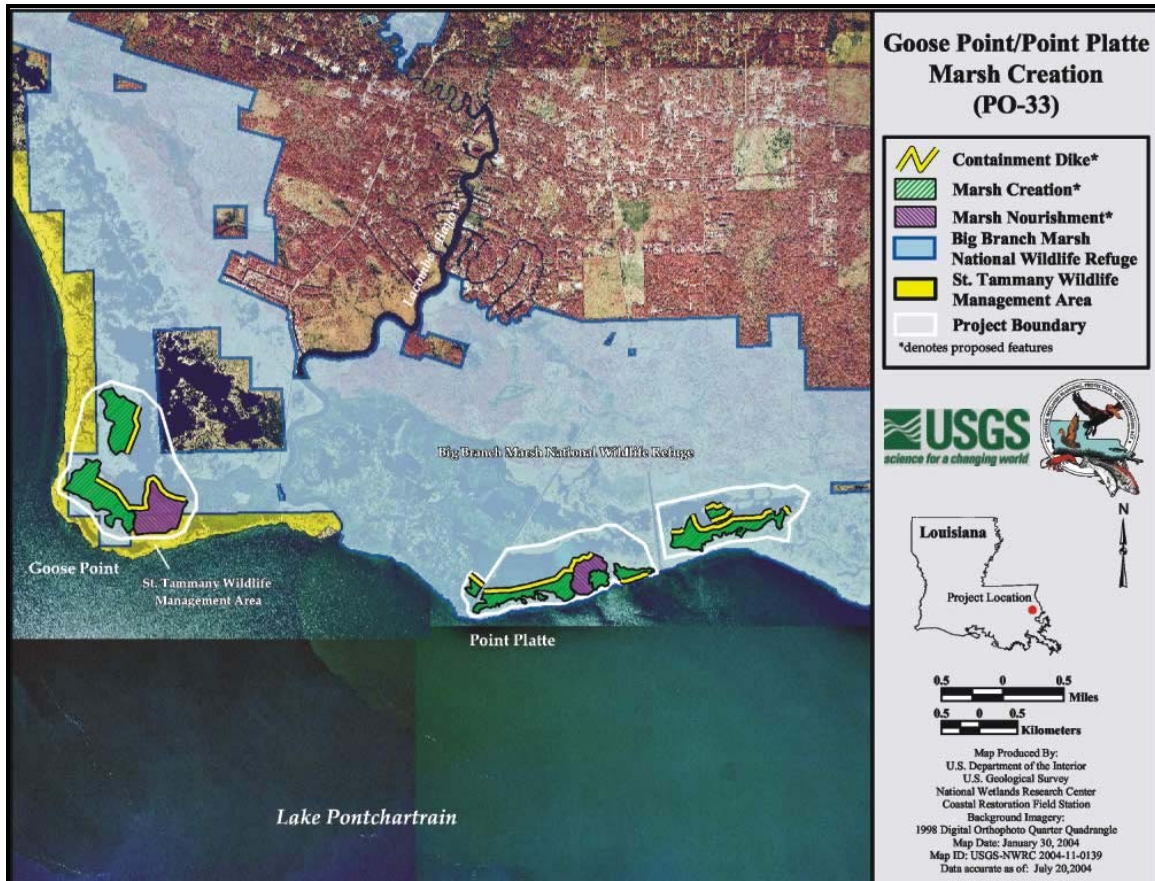 Goose Point/Point Platte
Marsh Creation
(PO-33)
Containment Dike*
Marsh Creation*
Marsh Nourishment*
Big Branch Marsh
National Wildlife Refuge
St. Tammany Wildlife
Management Area
Project Boundary
*denotes proposed features
USGS
science for a changing world
N
Louisiana
Project Location
0.5 0 0.5
Miles
0.5 0 0.5
Kilometers
Map Produced By:
U.S. Department of the Interior
U.S. Geological Survey
National Wetlands Research Center
Coastal Restoration Field Station
Background Imagery:
1998 Digital Orthophoto Quarter Quadrangle
Map Date: January 30, 2004
Map ID: USGS-NWRC 2004-11-0139
Data accurate as of: July 20,2004
Big Branch Marsh National Wildlife Refuge
Goose Point
St. Tammany Wildlife
Management Area
Point Platte
Lake Pontchartrain